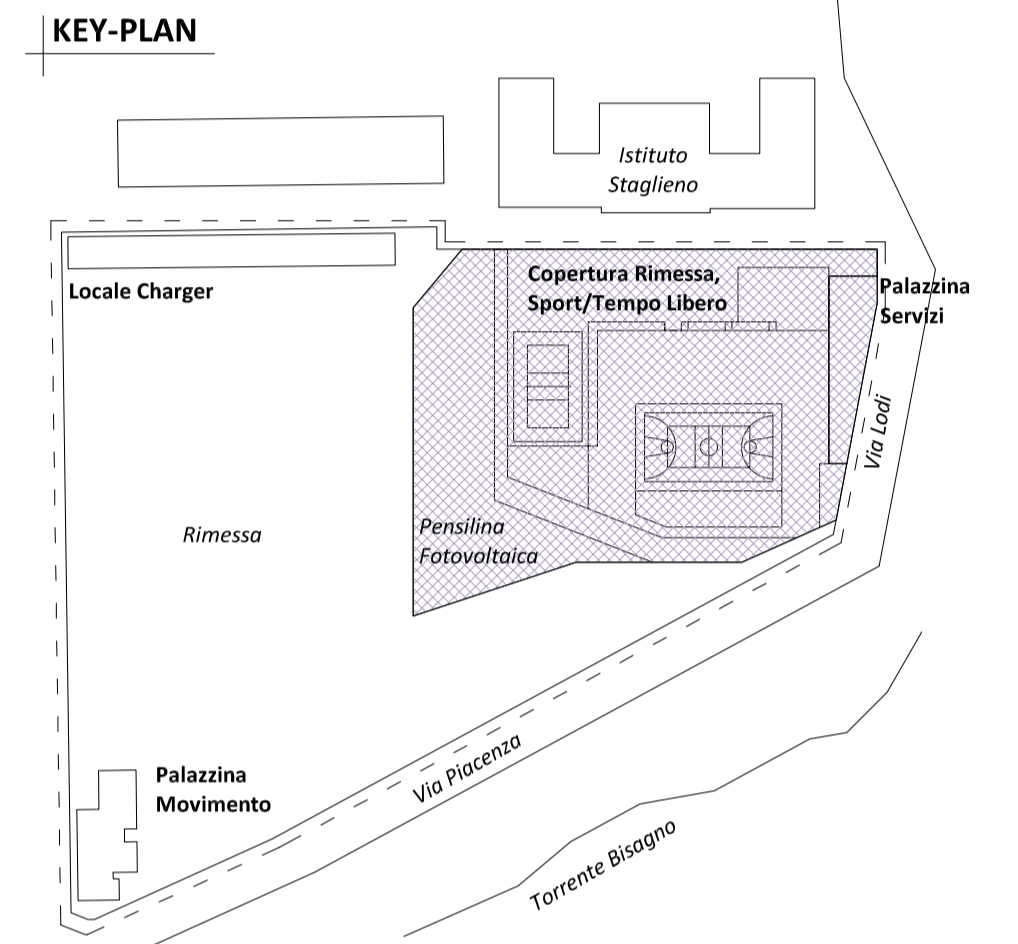 KEY-PLAN
Istituto
Staglieno
Locale Charger
Copertura Rimessa,
Sport/Tempo Libero
Palazzina
Servizi
Via Lodi
Rimessa
Pensilina
Fotovoltaica
Via Piacenza
Palazzina
Movimento
Torrente Bisagno